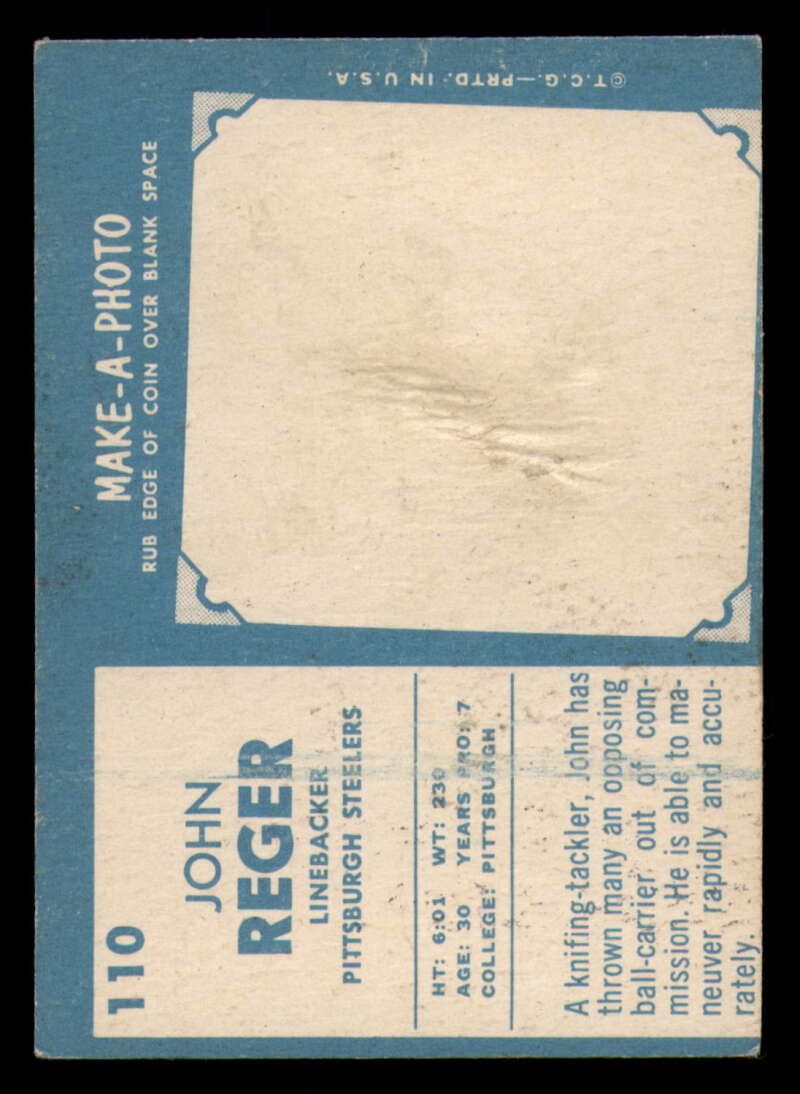 110
JOHN
REGER
LINEBACKER
PITTSBURGH STEELERS
HT: 6:01 WT: 230
AGE: 30 YEARS PRO: 7
COLLEGE: PITTSBURGH
A knifing-tackler, John has
thrown many an opposing
ball-carrier out of com-
mission. He is able to ma-
neuver rapidly and accu-
rately.
MAKE-A-PHOTO
RUB EDGE OF COIN OVER BLANK SPACE
©T.C.G.—PRTD. IN U.S.A.